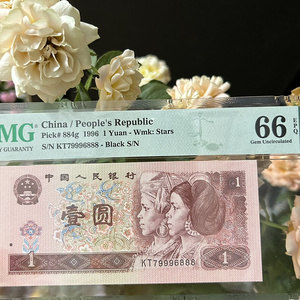 MG
China / People's Republic
Pick# 884g 1996 1 Yuan - Wmk: Stars
S/N KT79996888 - Black S/N
Y GUARANTY
66
EPQ
Gem Uncirculated
中国人民银行
1
壹圆
1
1
KT79996888